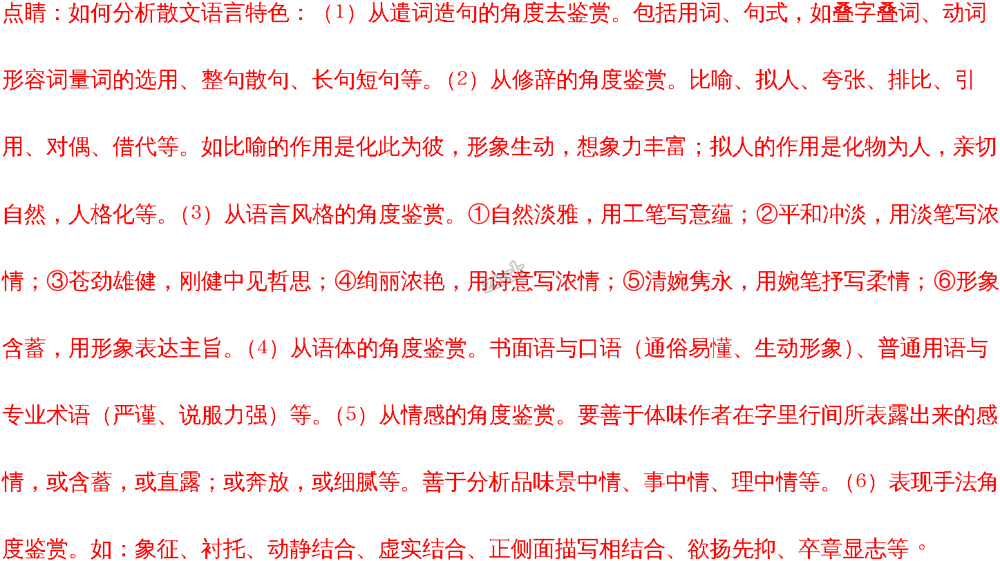 点睛：如何分析散文语言特色：（1）从遣词造句的角度去鉴赏。包括用词、句式，如叠字叠词、动词
形容词量词的选用、整句散句、长句短句等。（2）从修辞的角度鉴赏。比喻、拟人、夸张、排比、引
用、对偶、借代等。如比喻的作用是化此为彼，形象生动，想象力丰富；拟人的作用是化物为人，亲切
自然，人格化等。（3）从语言风格的角度鉴赏。①自然淡雅，用工笔写意蕴；②平和冲淡，用淡笔写浓
情；③苍劲雄健，刚健中见哲思；④绚丽浓艳，用诗意写浓情；⑤清婉隽永，用婉笔抒写柔情；⑥形象
含蓄，用形象表达主旨。（4）从语体的角度鉴赏。书面语与口语（通俗易懂、生动形象）、普通用语与
专业术语（严谨、说服力强）等。（5）从情感的角度鉴赏。要善于体味作者在字里行间所表露出来的感
情，或含蓄，或直露；或奔放，或细腻等。善于分析品味景中情、事中情、理中情等。（6）表现手法角
度鉴赏。如：象征、衬托、动静结合、虚实结合、正侧面描写相结合、欲扬先抑、卒章显志等。